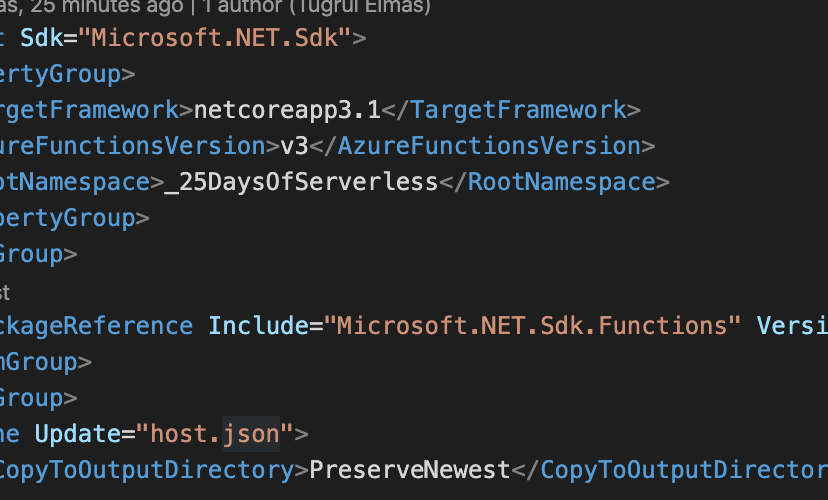 as, 25 minutes ago | 1 author (Tugrul Elmas)
t Sdk="Microsoft.NET.Sdk">
ertyGroup>
rgetFramework>netcoreapp3.1</TargetFramework>
ureFunctionsVersion>v3</AzureFunctionsVersion>
otNamespace>_25DaysOfServerless</RootNamespace>
pertyGroup>
Group>
st
ckageReference Include="Microsoft.NET.Sdk.Functions" Versi
mGroup>
Group>
ne Update="host.json">
CopyToOutputDirectory>PreserveNewest</CopyToOutputDirector